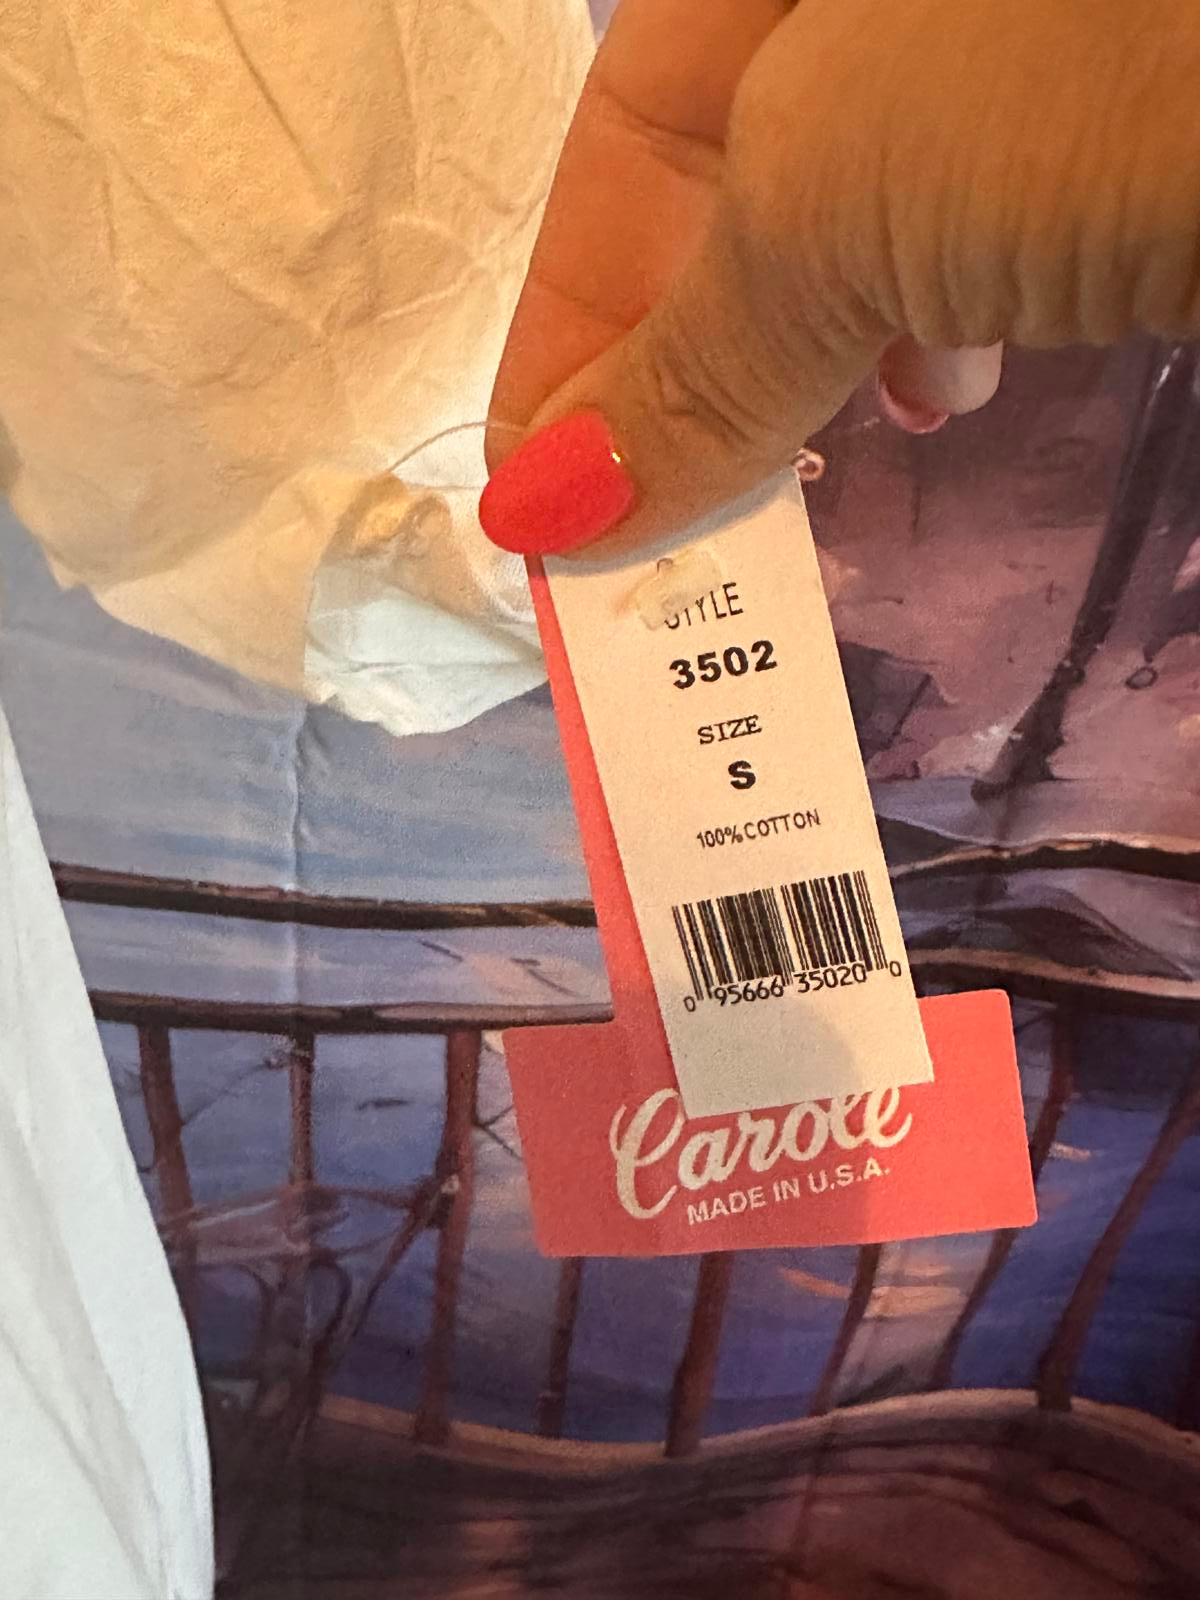 STYLE
3502
SIZE
S
100% COTTON
0 95666 35020 0
Carole
MADE IN U.S.A.